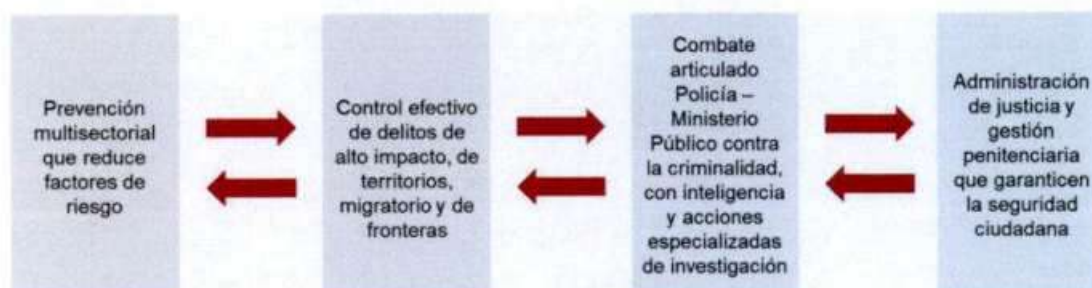 Prevención
multisectorial
que reduce
factores de
riesgo
Control efectivo
de delitos de
alto impacto, de
territorios,
migratorio y de
fronteras
Combate
articulado
Policía –
Ministerio
Público contra
la criminalidad,
con inteligencia
y acciones
especializadas
de investigación
Administración
de justicia y
gestión
penitenciaria
que garanticen
la seguridad
ciudadana